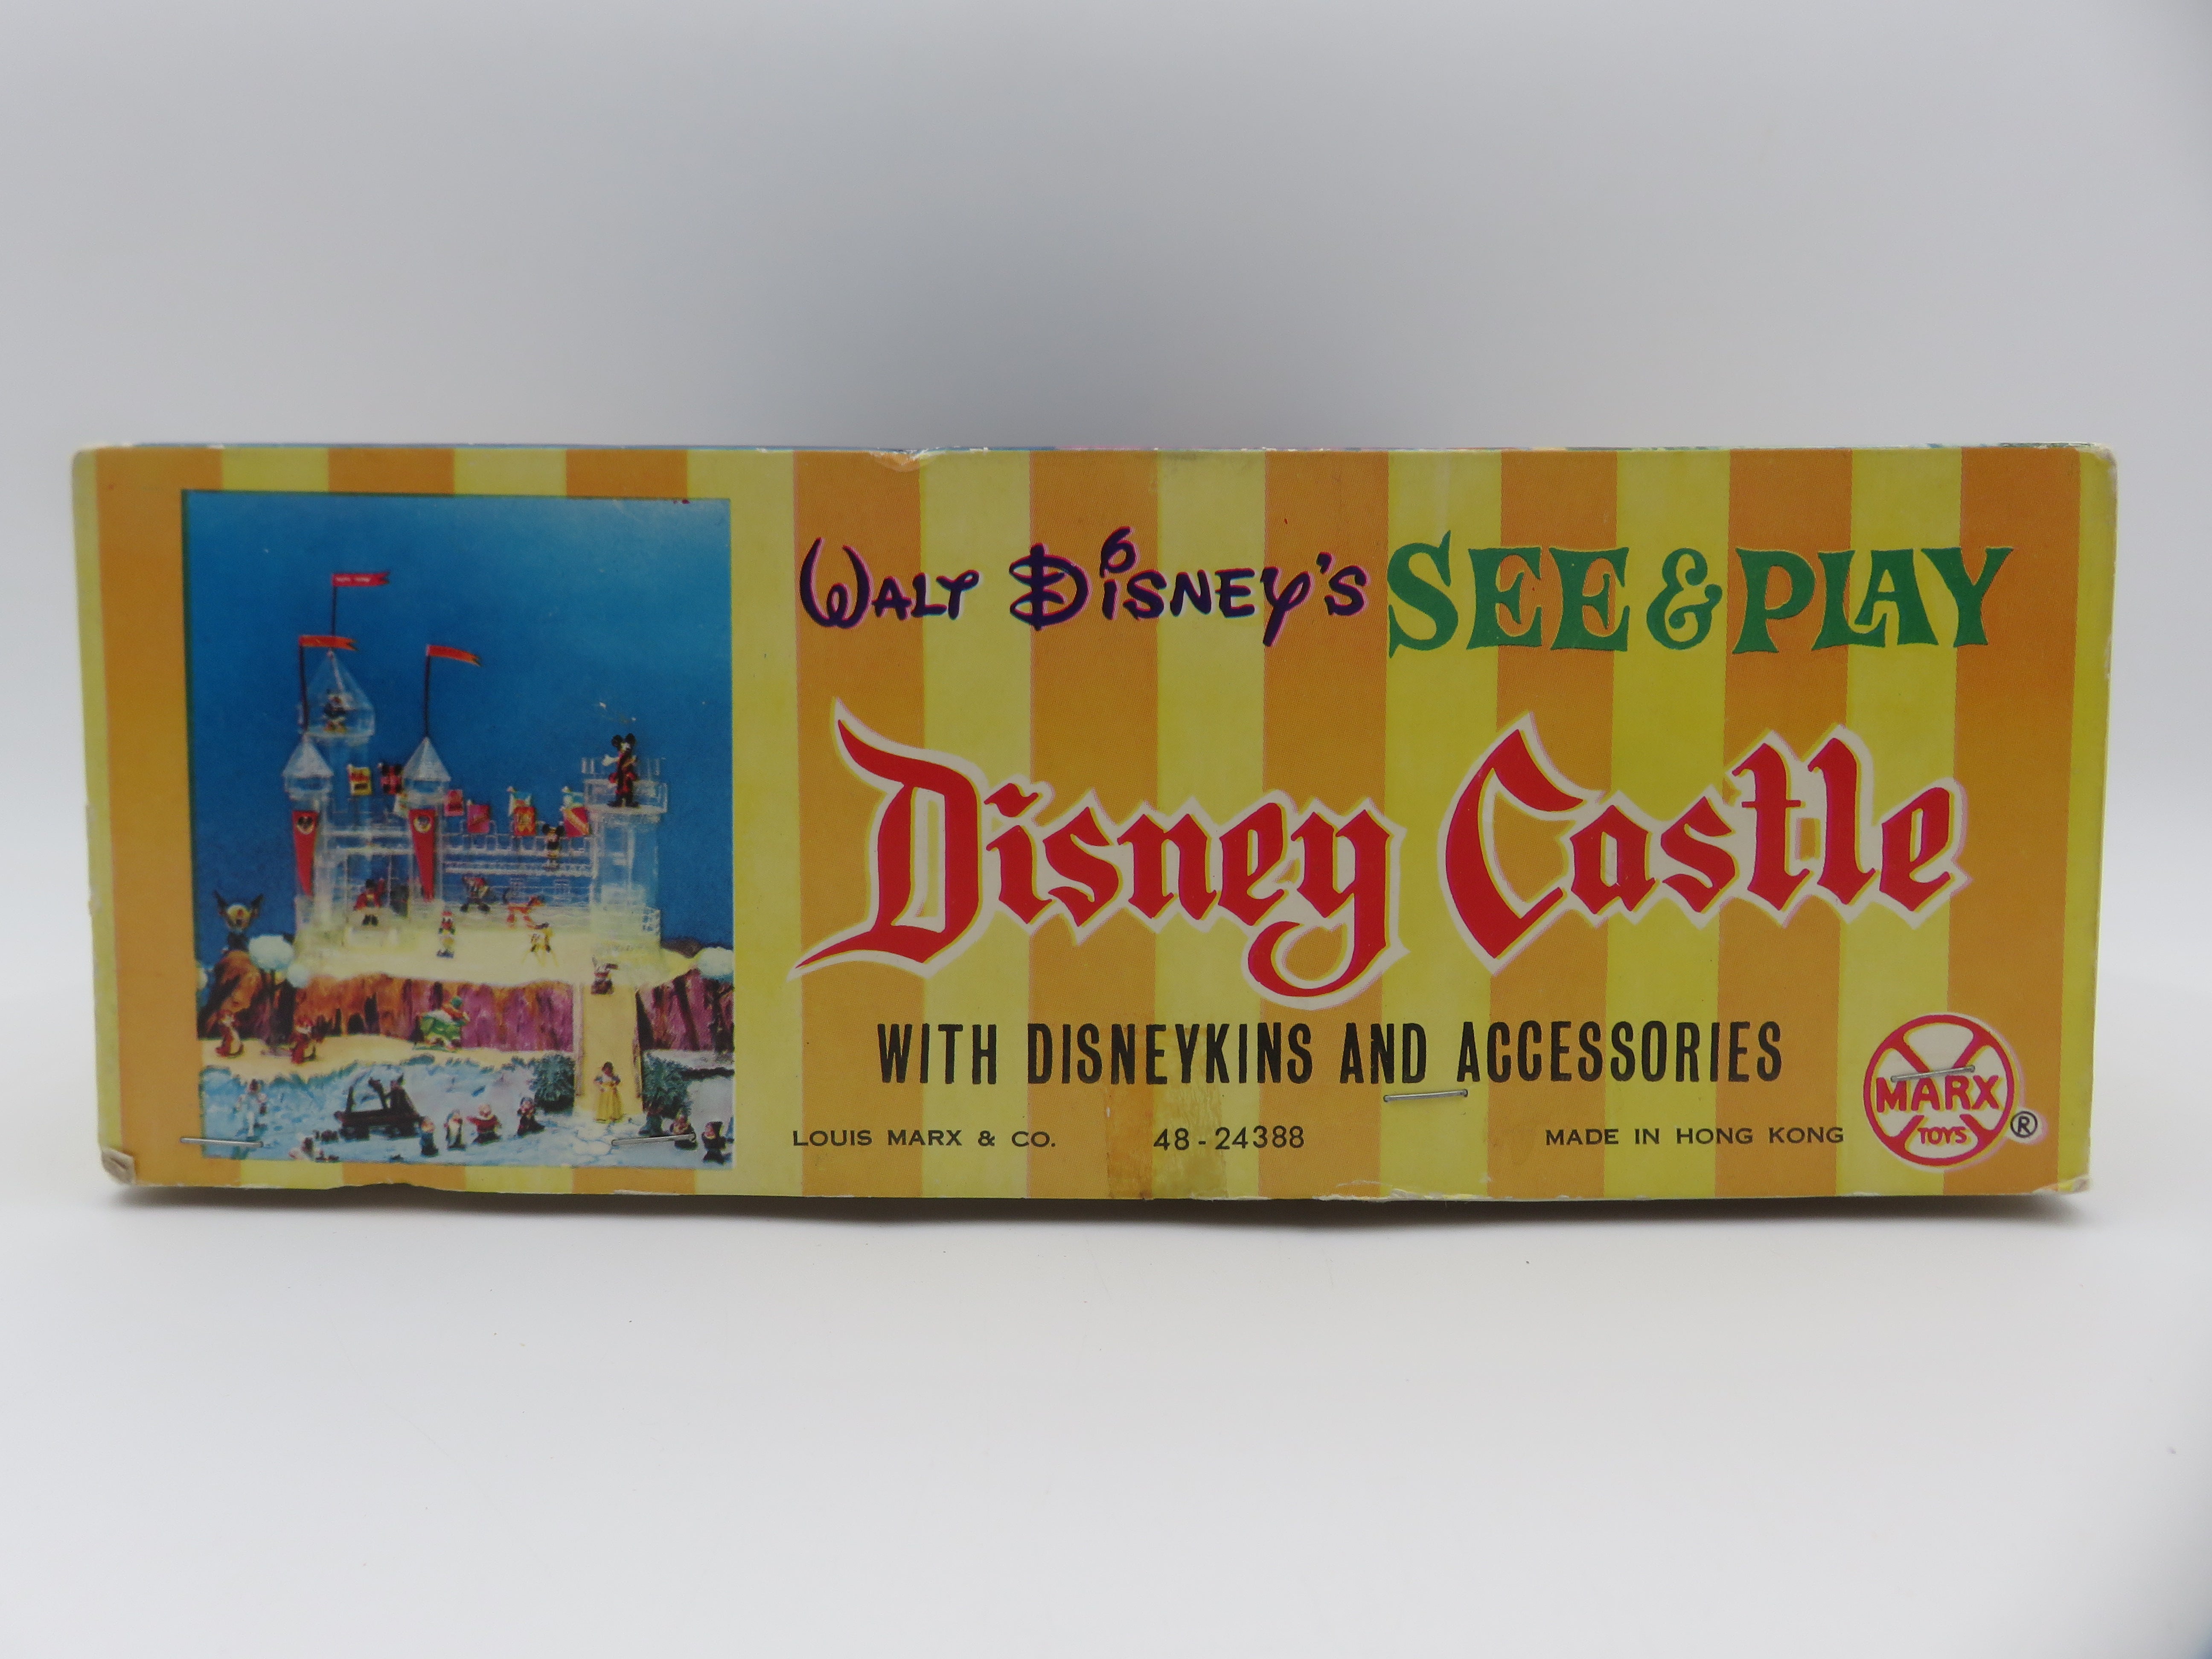 WALT DISNEY'S SEE & PLAY
Disney Castle
WITH DISNEYKINS AND ACCESSORIES
LOUIS MARX & CO. 48-24388 MADE IN HONG KONG
MARX
TOYS ®